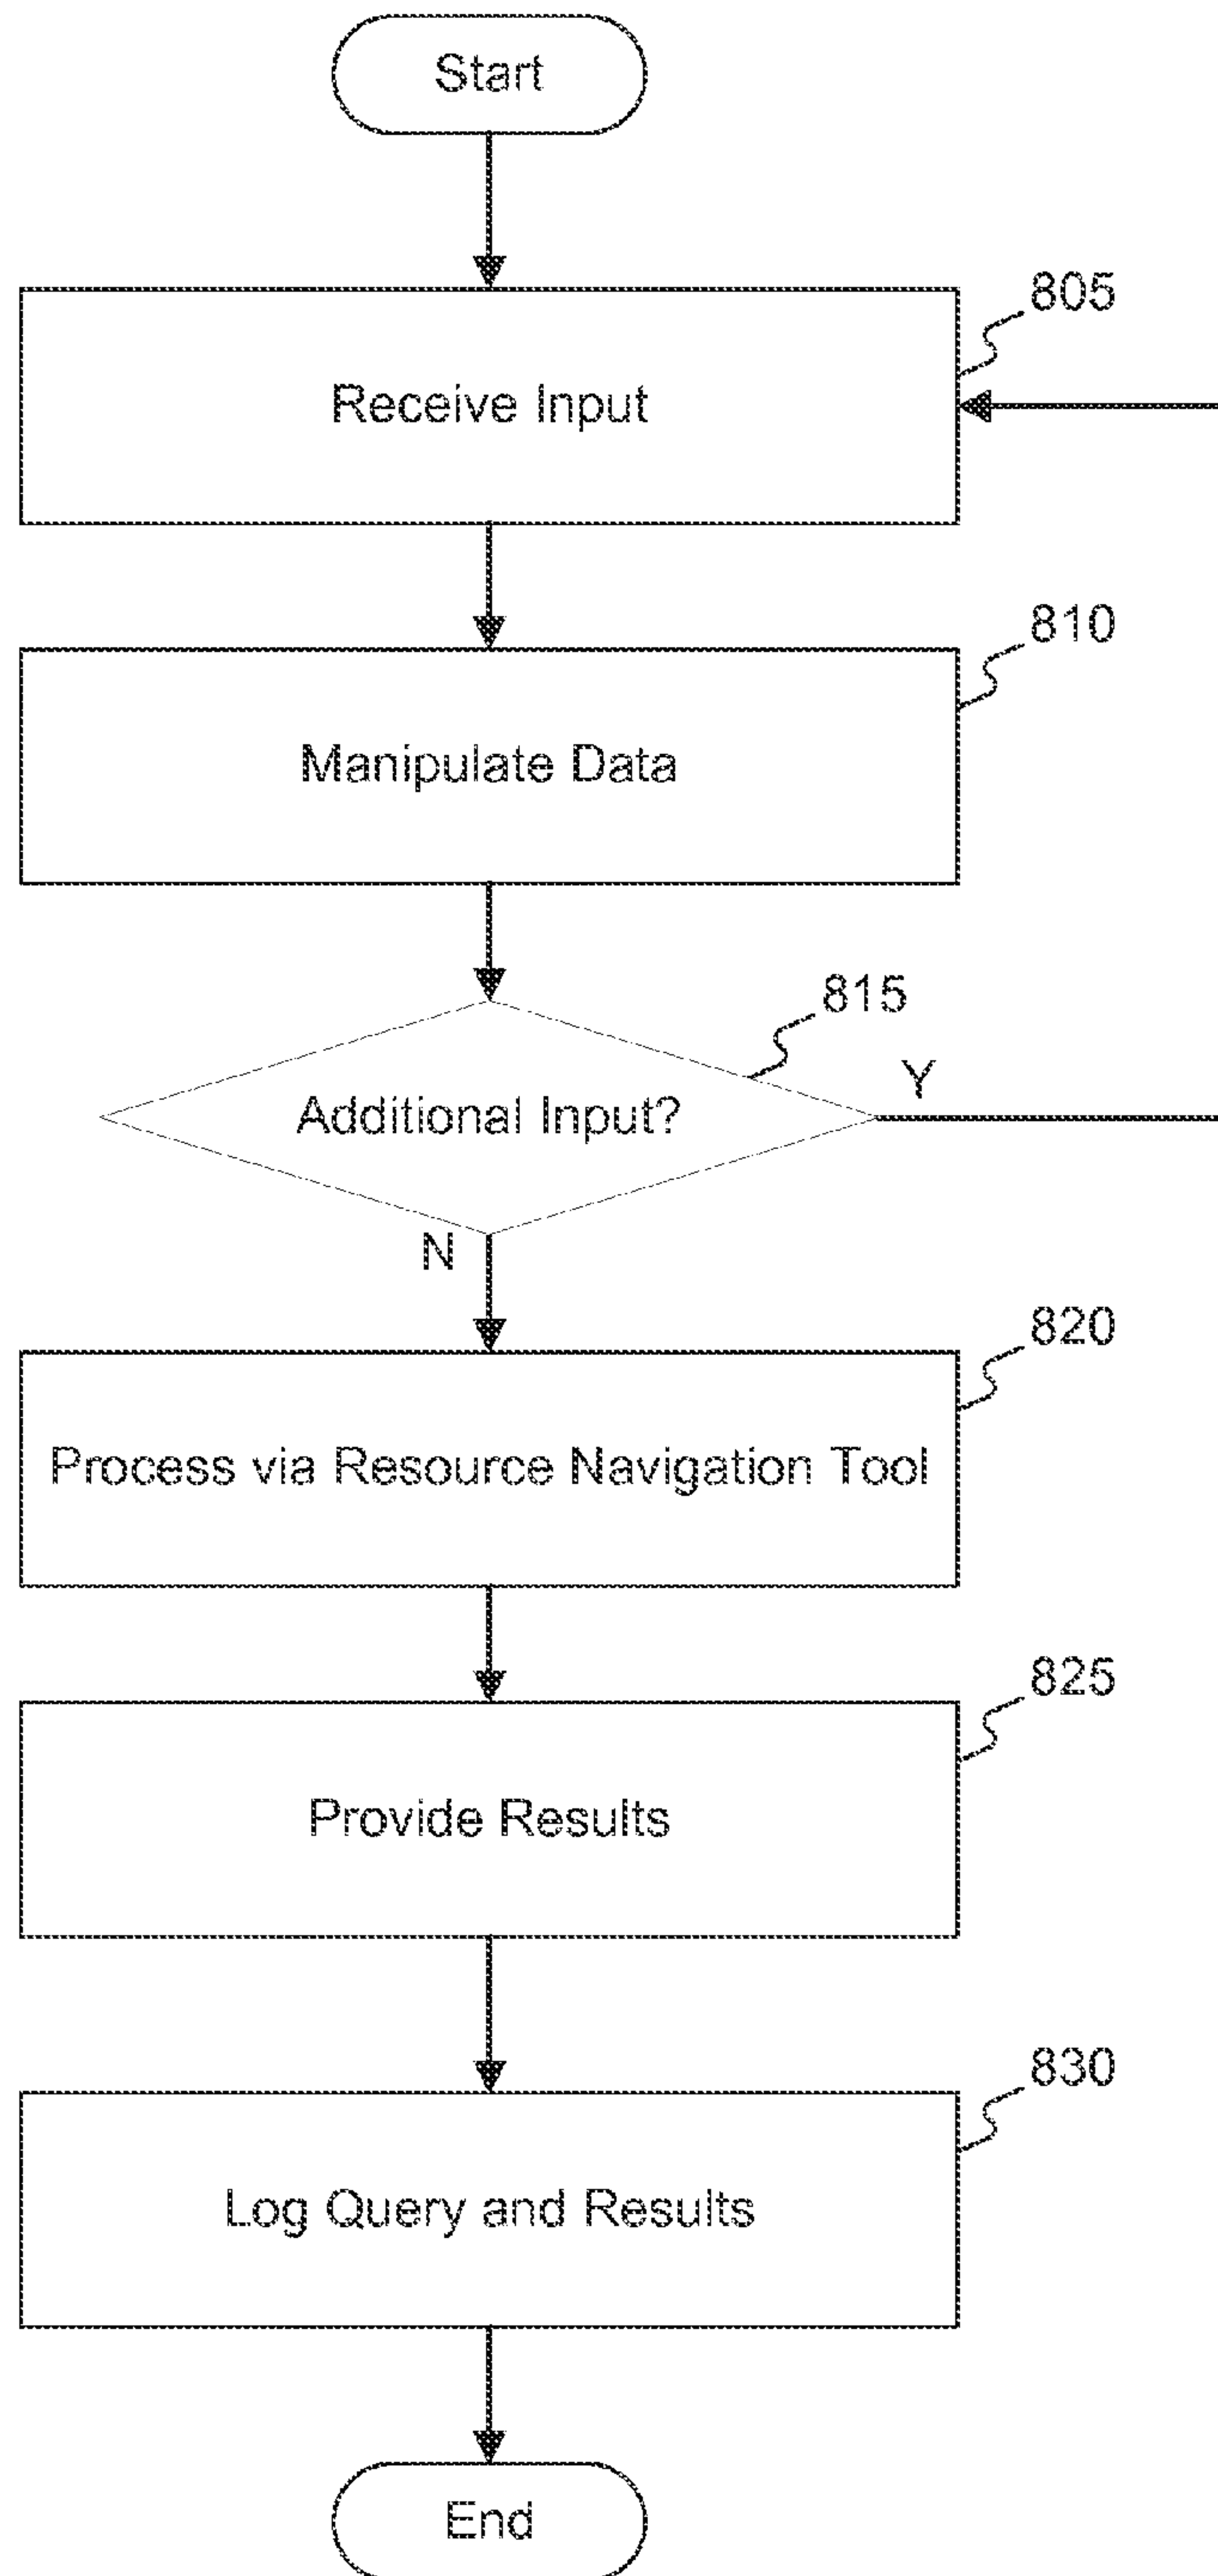 Start
805
Receive Input
810
Manipulate Data
815
Additional Input?
Y
N
820
Process via Resource Navigation Tool
825
Provide Results
830
Log Query and Results
End